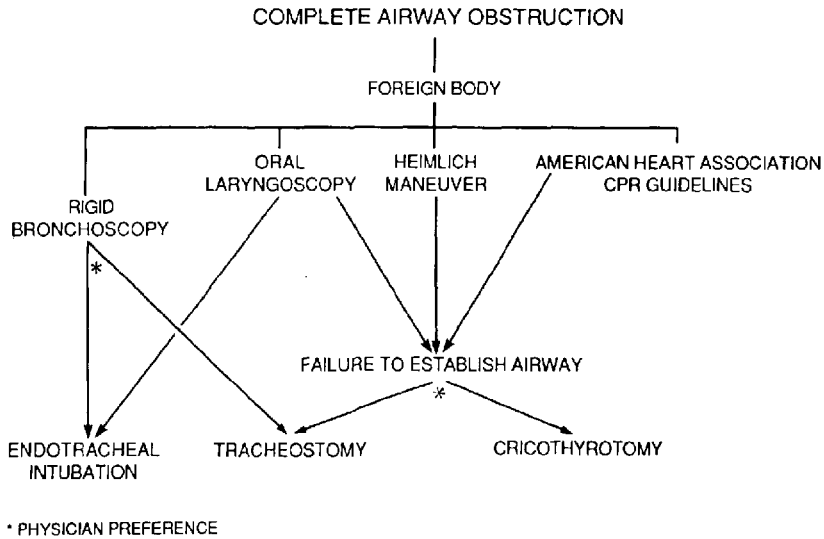 COMPLETE AIRWAY OBSTRUCTION
FOREIGN BODY
RIGID
BRONCHOSCOPY
ORAL
LARYNGOSCOPY
HEIMLICH
MANEUVER
AMERICAN HEART ASSOCIATION
CPR GUIDELINES
*
FAILURE TO ESTABLISH AIRWAY
*
ENDOTRACHEAL
INTUBATION
TRACHEOSTOMY
CRICOTHYROTOMY
* PHYSICIAN PREFERENCE